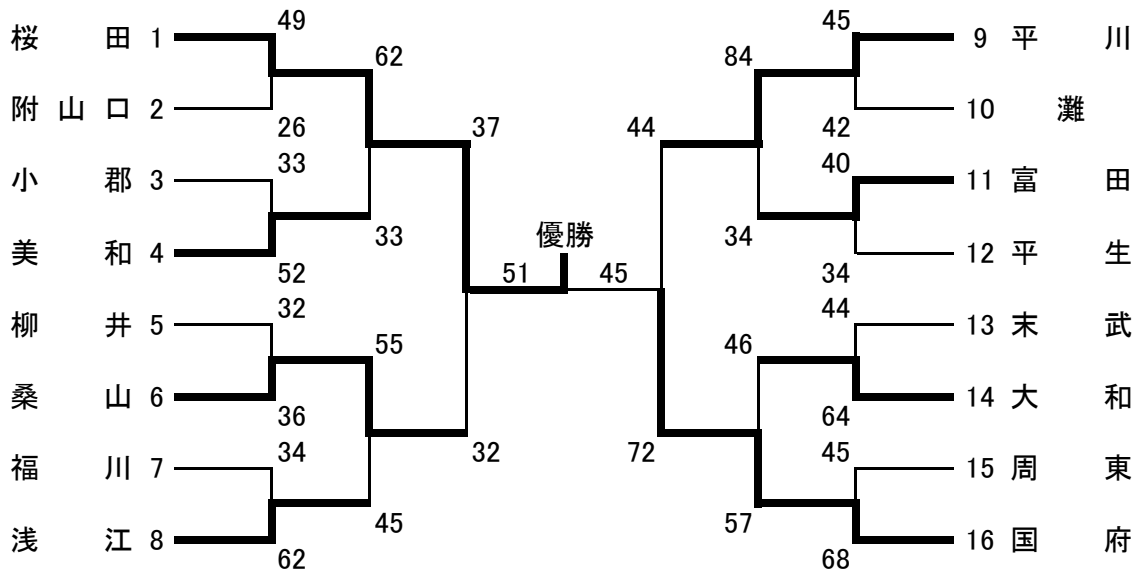 49 45
桜田 1 62 84 9 平川
附山口 2 26 37 44 42 10 灘
小郡 3 33 40 11 富田
美和 4 52 33 優勝 34 34 12 平生
51 45
柳井 5 32 44 13 末武
55 46
桑山 6 36 64 14 大和
福川 7 34 32 72 45 15 周東
浅江 8 62 45 57 68 16 国府